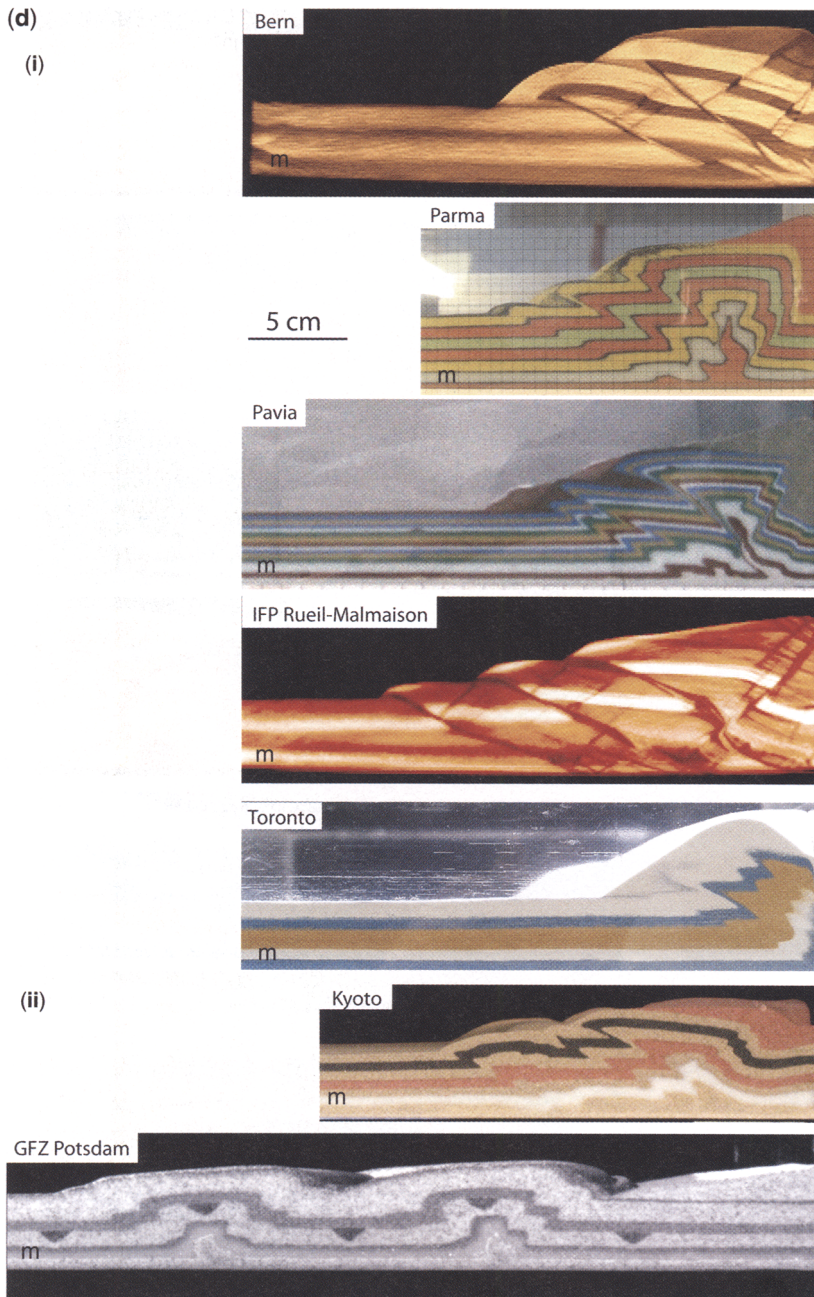 (d)
Bern
(i)
m
Parma
5 cm
m
Pavia
m
IFP Rueil-Malmaison
m
Toronto
m
(ii)
Kyoto
m
GFZ Potsdam
m